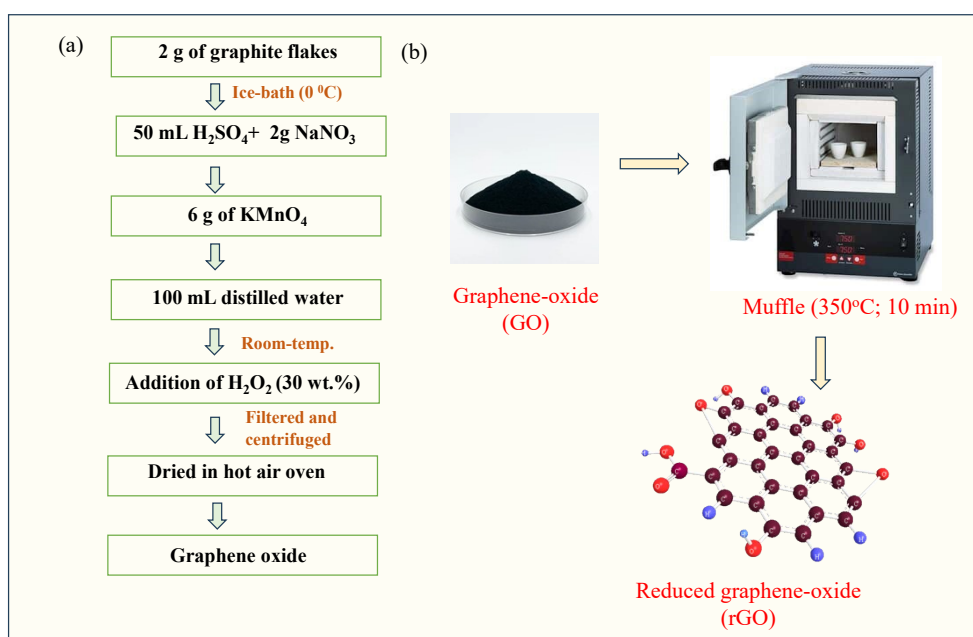 (a)
2 g of graphite flakes
Ice-bath (0 ⁰C)
50 mL H₂SO₄+ 2g NaNO₃
6 g of KMnO₄
100 mL distilled water
Room-temp.
Addition of H₂O₂ (30 wt.%)
Filtered and
centrifuged
Dried in hot air oven
Graphene oxide
(b)
Graphene-oxide
(GO)
Muffle (350ᵒC; 10 min)
Reduced graphene-oxide
(rGO)